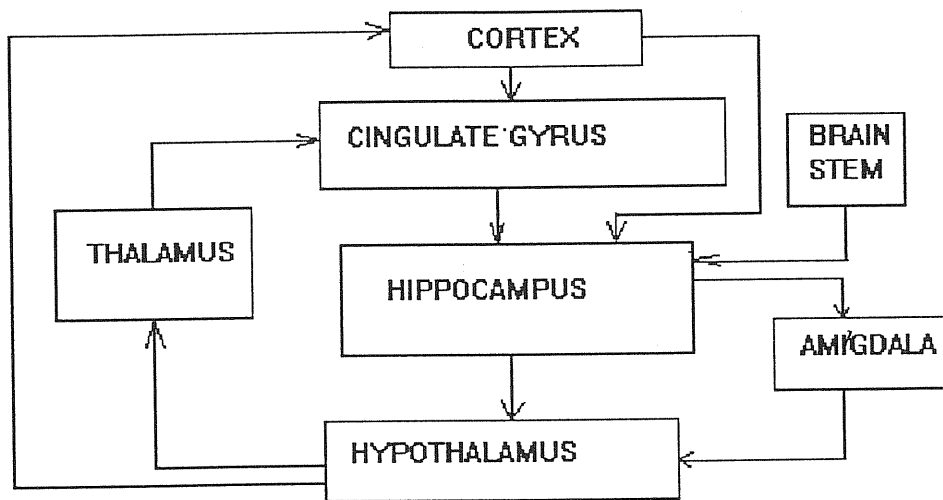 CORTEX
CINGULATE GYRUS
BRAIN
STEM
THALAMUS
HIPPOCAMPUS
AMIGDALA
HYPOTHALAMUS